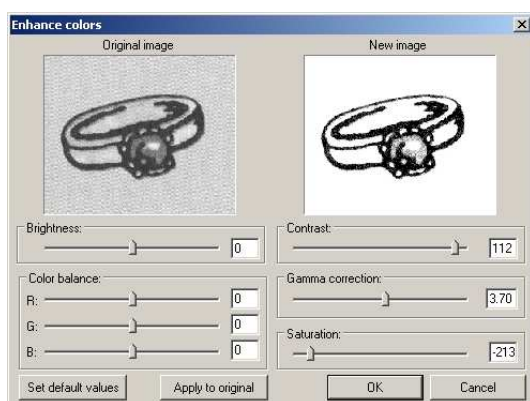 Enhance colors
Original image
New image
Brightness:
0
Contrast:
112
Color balance:
R:
0
G:
0
B:
0
Gamma correction:
3.70
Saturation:
-213
Set default values
Apply to original
OK
Cancel